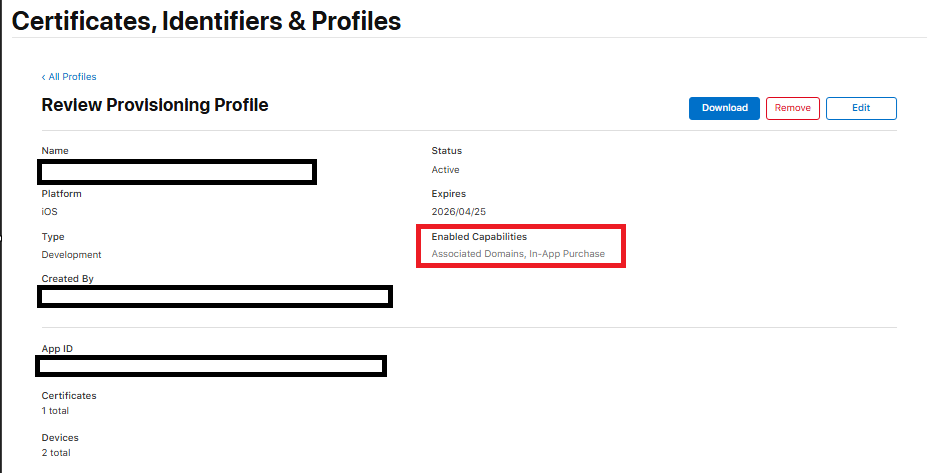 Certificates, Identifiers & Profiles
‹ All Profiles
Review Provisioning Profile
Download
Remove
Edit
Name
Status
Active
Platform
Expires
iOS
2026/04/25
Type
Enabled Capabilities
Development
Associated Domains, In-App Purchase
Created By
App ID
Certificates
1 total
Devices
2 total